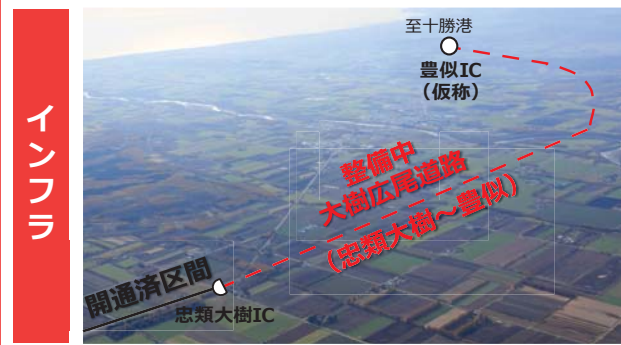 インフラ
至十勝港
豊似IC
（仮称）
整備中
大樹広尾道路
（忠類大樹～豊似）
開通済区間
忠類大樹IC